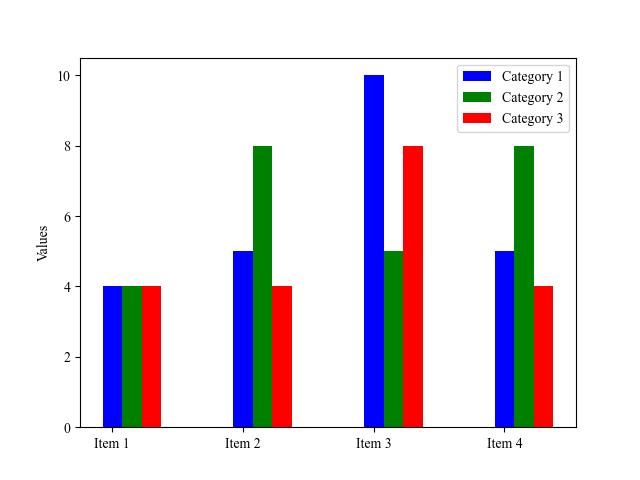 Category 1
Category 2
Category 3
Values
10
8
6
4
2
0
Item 1 Item 2 Item 3 Item 4